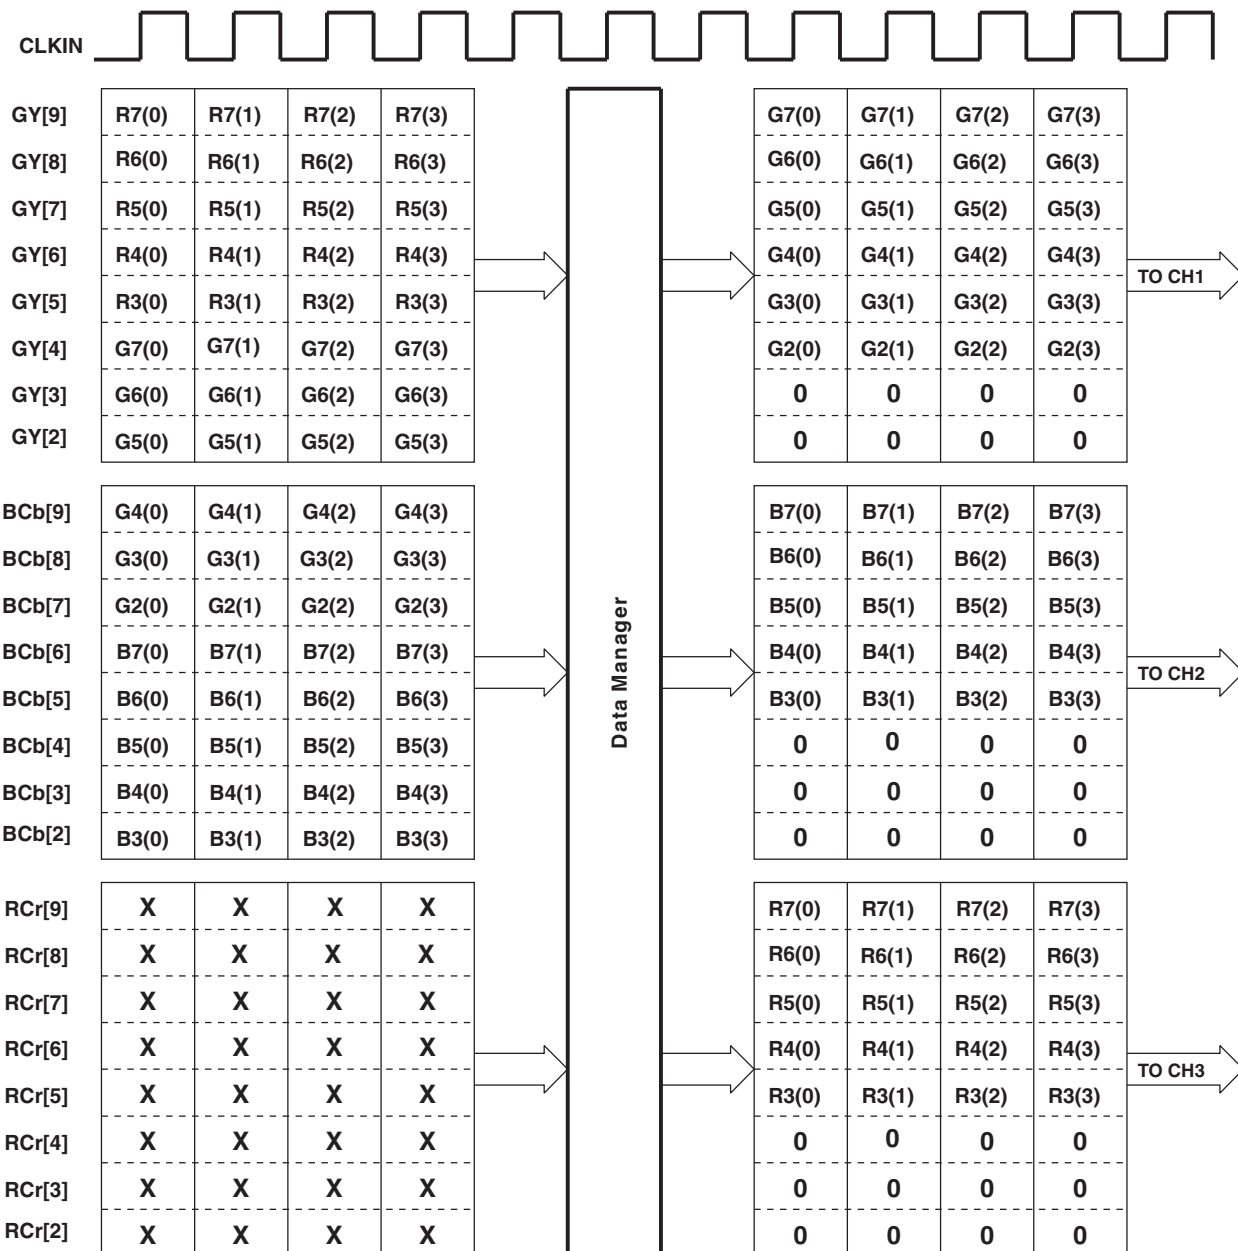 CLKIN
GY[9] R7(0) R7(1) R7(2) R7(3) G7(0) G7(1) G7(2) G7(3)
GY[8] R6(0) R6(1) R6(2) R6(3) G6(0) G6(1) G6(2) G6(3)
GY[7] R5(0) R5(1) R5(2) R5(3) G5(0) G5(1) G5(2) G5(3)
GY[6] R4(0) R4(1) R4(2) R4(3) G4(0) G4(1) G4(2) G4(3)
TO CH1
GY[5] R3(0) R3(1) R3(2) R3(3) G3(0) G3(1) G3(2) G3(3)
GY[4] G7(0) G7(1) G7(2) G7(3) G2(0) G2(1) G2(2) G2(3)
GY[3] G6(0) G6(1) G6(2) G6(3) 0 0 0 0
GY[2] G5(0) G5(1) G5(2) G5(3) 0 0 0 0
BCb[9] G4(0) G4(1) G4(2) G4(3) B7(0) B7(1) B7(2) B7(3)
BCb[8] G3(0) G3(1) G3(2) G3(3) B6(0) B6(1) B6(2) B6(3)
BCb[7] G2(0) G2(1) G2(2) G2(3) B5(0) B5(1) B5(2) B5(3)
Data Manager
BCb[6] B7(0) B7(1) B7(2) B7(3) B4(0) B4(1) B4(2) B4(3)
TO CH2
BCb[5] B6(0) B6(1) B6(2) B6(3) B3(0) B3(1) B3(2) B3(3)
BCb[4] B5(0) B5(1) B5(2) B5(3) 0 0 0 0
BCb[3] B4(0) B4(1) B4(2) B4(3) 0 0 0 0
BCb[2] B3(0) B3(1) B3(2) B3(3) 0 0 0 0
RCr[9] X X X X R7(0) R7(1) R7(2) R7(3)
RCr[8] X X X X R6(0) R6(1) R6(2) R6(3)
RCr[7] X X X X R5(0) R5(1) R5(2) R5(3)
RCr[6] X X X X R4(0) R4(1) R4(2) R4(3)
TO CH3
RCr[5] X X X X R3(0) R3(1) R3(2) R3(3)
RCr[4] X X X X 0 0 0 0
RCr[3] X X X X 0 0 0 0
RCr[2] X X X X 0 0 0 0